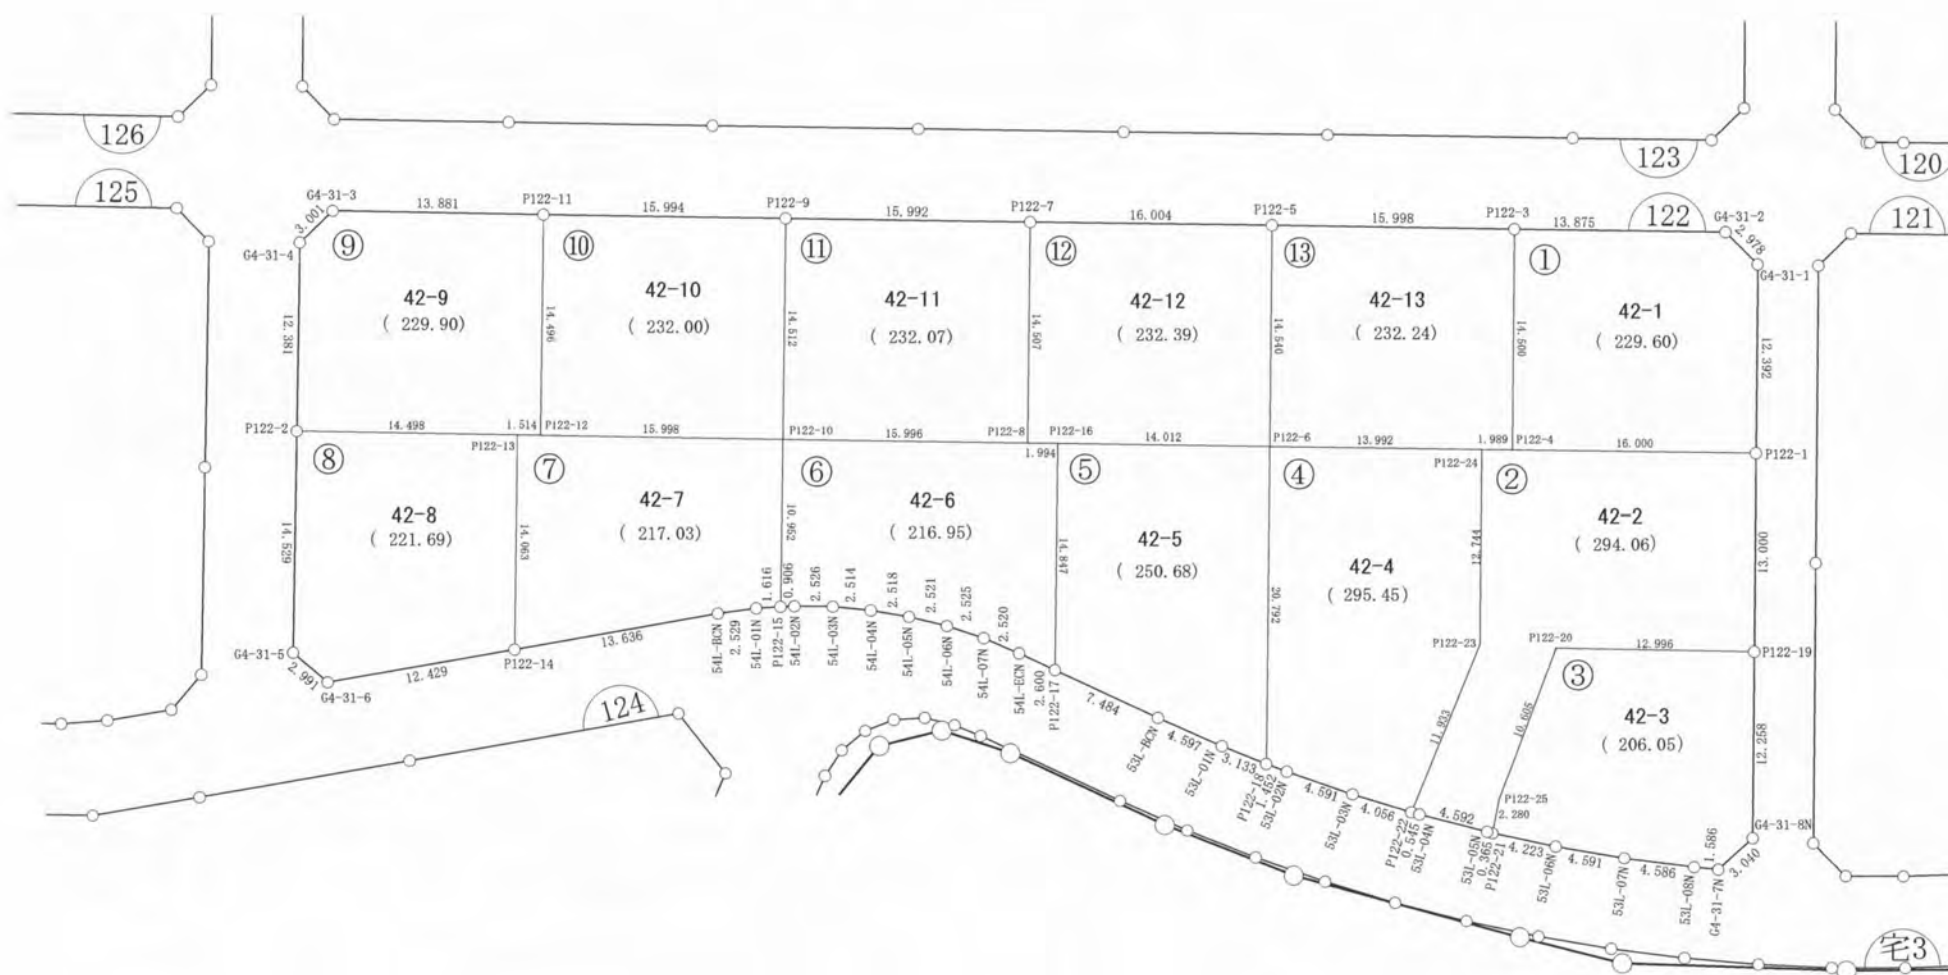 126
123
120
125
122
121
G4-31-3
13.881
P122-11
15.994
P122-9
15.992
P122-7
16.004
P122-5
15.998
P122-3
13.875
G4-31-2
3.001
2.978
G4-31-4
⑨
⑩
⑪
⑫
⑬
①
G4-31-1
42-9
( 229.90)
42-10
( 232.00)
42-11
( 232.07)
42-12
( 232.39)
42-13
( 232.24)
42-1
( 229.60)
12.381
14.496
14.512
14.507
14.540
14.500
12.392
P122-2
14.498
1.514
P122-12
15.998
P122-10
15.996
P122-8
P122-16
14.012
P122-6
13.992
1.989
P122-4
16.000
P122-1
P122-13
1.994
P122-24
⑧
⑦
⑥
⑤
④
②
42-8
( 221.69)
42-7
( 217.03)
42-6
( 216.95)
42-5
( 250.68)
42-4
( 295.45)
42-2
( 294.06)
14.529
14.063
10.952
14.847
20.792
12.744
13.000
1.616
0.906
2.526
2.514
2.518
2.521
2.525
2.520
P122-23
P122-20
12.996
P122-19
G4-31-5
2.991
G4-31-6
12.429
P122-14
13.636
54L-BCN
2.529
54L-01N
P122-15
54L-02N
54L-03N
54L-04N
54L-05N
54L-06N
54L-07N
54L-ECN
2.600
P122-17
7.484
③
42-3
( 206.05)
11.933
10.605
12.258
124
53L-BCN
4.597
53L-01N
3.133
P122-18
1.452
53L-02N
4.591
53L-03N
4.056
P122-22
0.545
53L-04N
4.592
P122-25
2.280
53L-05N
0.365
P122-21
4.223
53L-06N
4.591
53L-07N
4.586
53L-08N
1.586
G4-31-7N
3.040
G4-31-8N
宅3